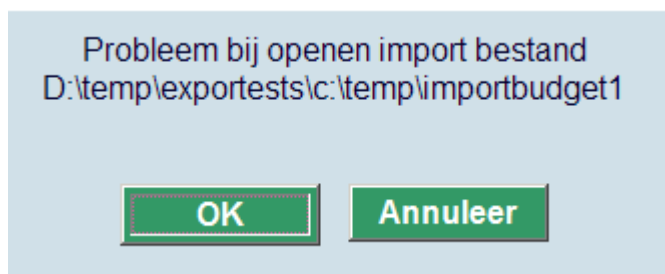 Probleem bij openen import bestand
D:\temp\exportests\c:\temp\importbudget1
OK
Annuleer